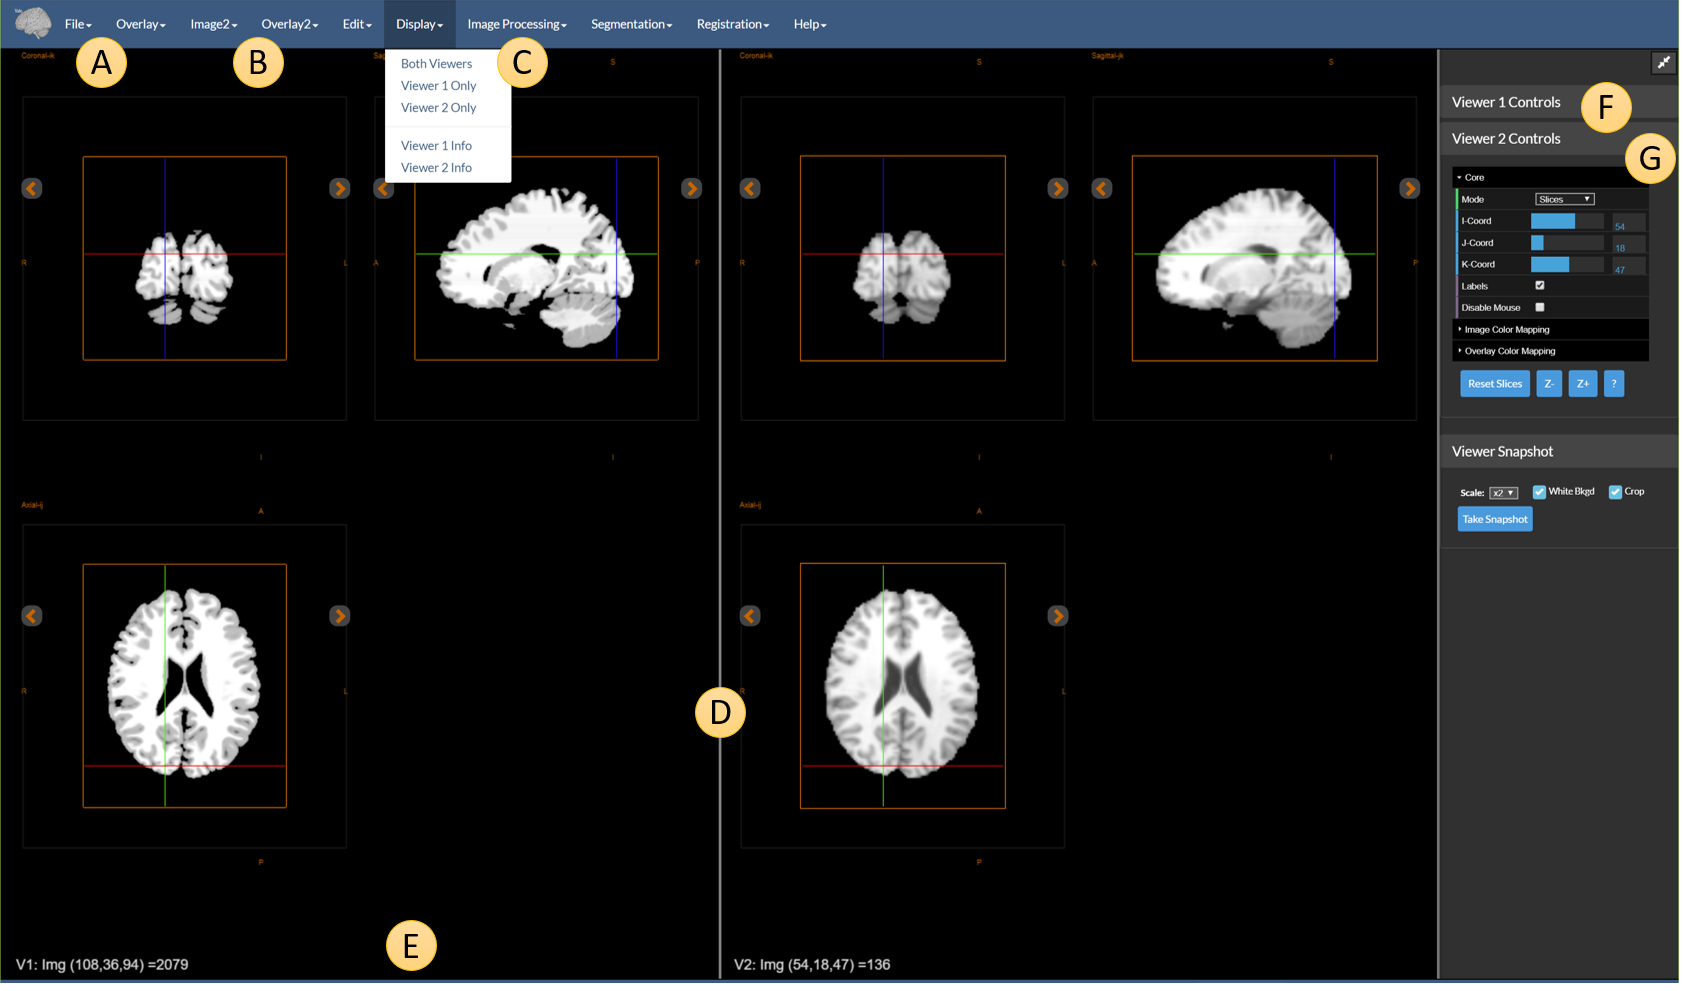 File Overlay Image2 Overlay2 Edit Display Image Processing Segmentation Registration Help
A B C
Coronal-ik Sag S Coronal-ik S Sagittal-jk S
Both Viewers
Viewer 1 Only
Viewer 2 Only
Viewer 1 Info
Viewer 2 Info
R L A P R L A P
I I I I
Axial-ij A Axial-ij A
R L R L
D
P P
E
V1: Img (108,36,94) =2079
V2: Img (54,18,47) =136
Viewer 1 Controls F
Viewer 2 Controls
G
Core
Mode Slices
I-Coord 54
J-Coord 18
K-Coord 47
Labels
Disable Mouse
Image Color Mapping
Overlay Color Mapping
Reset Slices Z- Z+ ?
Viewer Snapshot
Scale: x2 White Bkgd Crop
Take Snapshot